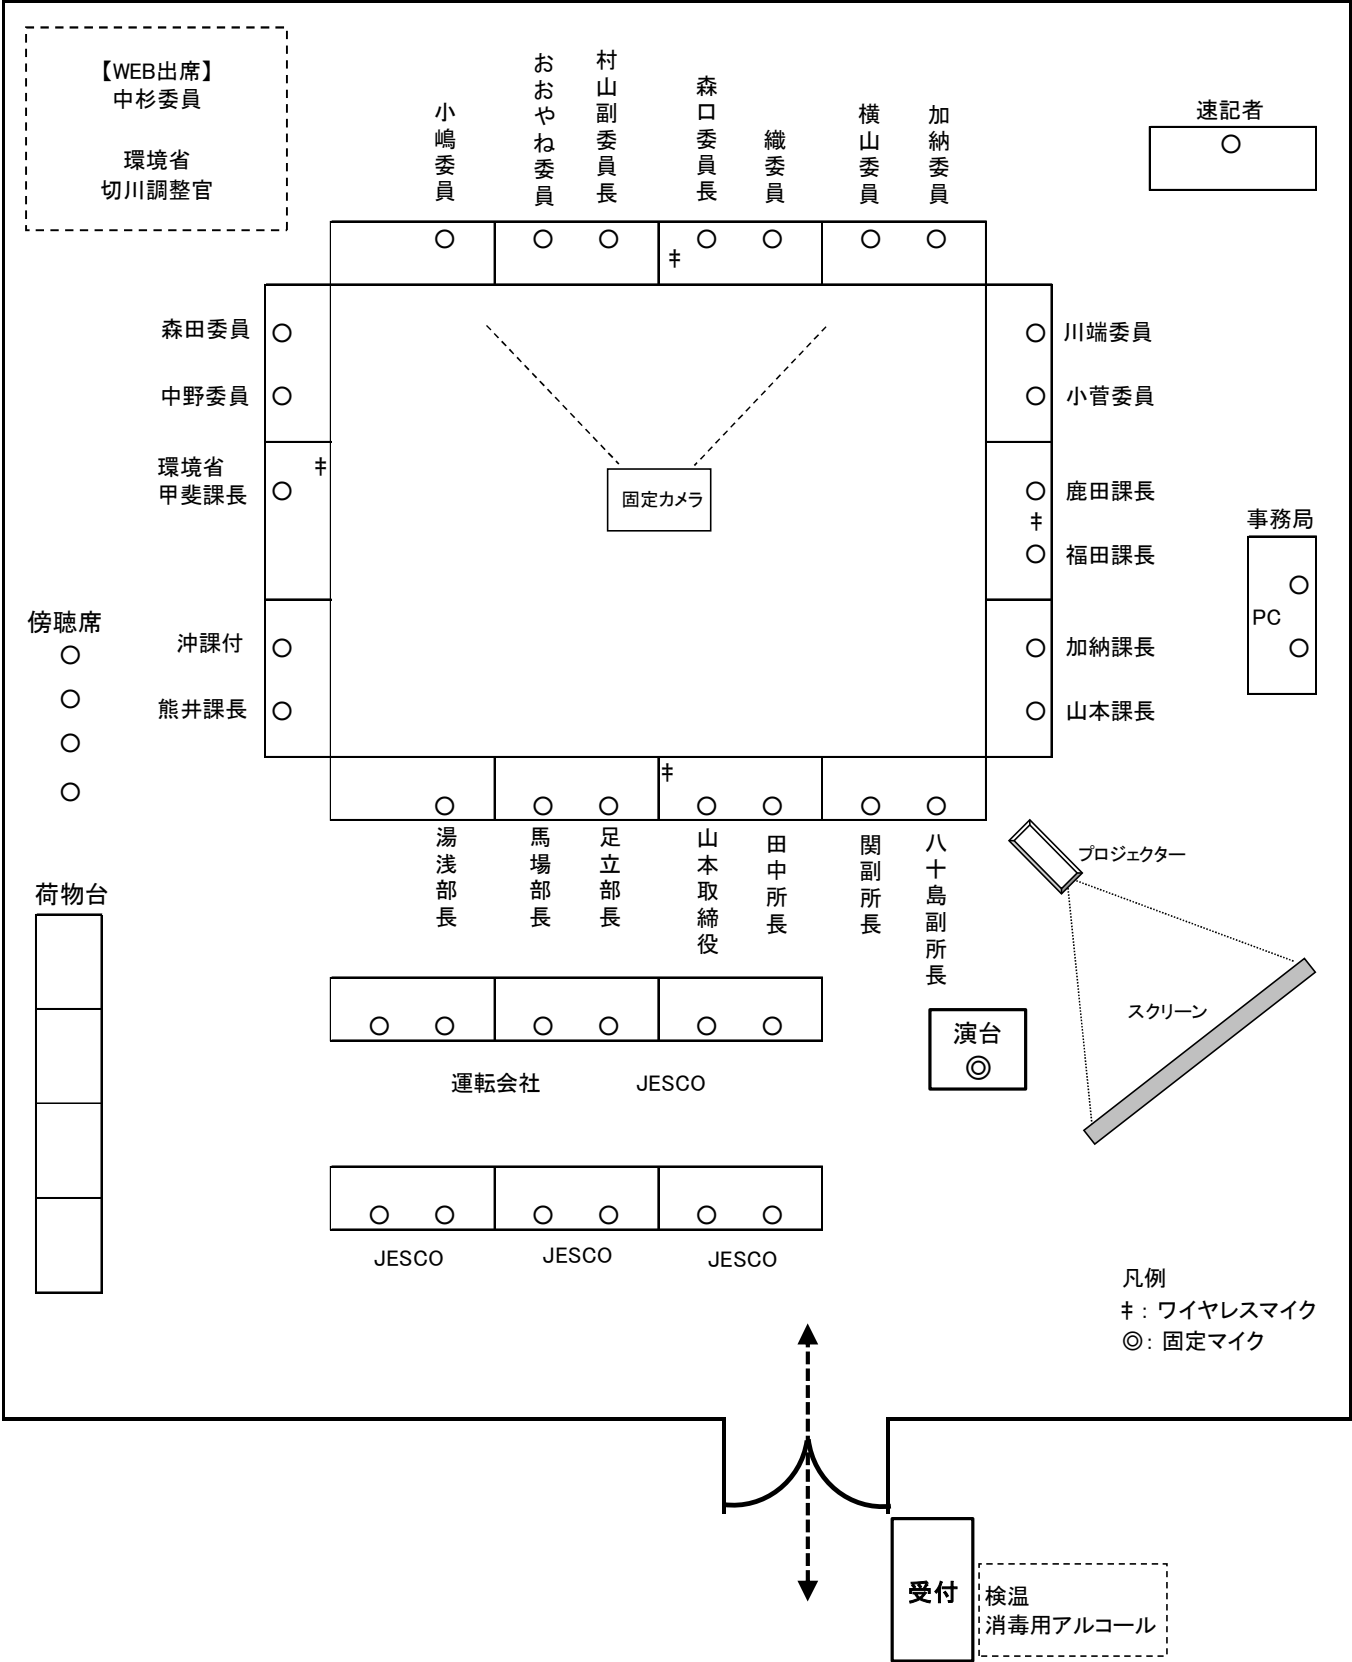 【WEB出席】
中杉委員
環境省
切川調整官
小嶋委員
おおやね委員
村山副委員長
森口委員長
織委員
横山委員
加納委員
速記者
‡
森田委員
中野委員
環境省
甲斐課長
‡
固定カメラ
川端委員
小菅委員
鹿田課長
‡
福田課長
加納課長
山本課長
事務局
PC
傍聴席
沖課付
熊井課長
‡
湯浅部長
馬場部長
足立部長
山本取締役
田中所長
関副所長
八十島副所長
プロジェクター
スクリーン
荷物台
演台
◎
運転会社
JESCO
JESCO
JESCO
JESCO
凡例
‡：ワイヤレスマイク
◎：固定マイク
受付
検温
消毒用アルコール